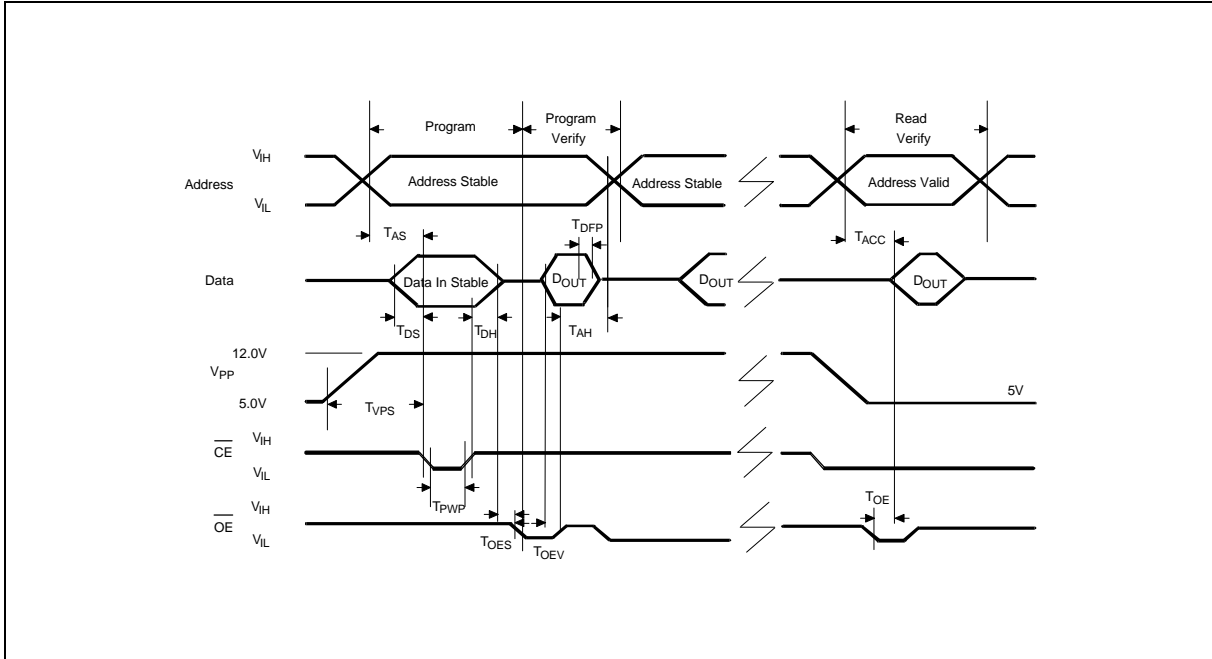 Program
Program
Verify
Read
Verify
VIH
Address
VIL
Address Stable
Address Stable
Address Valid
TAS
TDFP
TACC
Data
Data In Stable
DOUT
DOUT
DOUT
TDS
TDH
TAH
12.0V
VPP
5.0V
TVPS
5V
CE
VIH
VIL
TPWP
TOE
VIH
OE
VIL
TOES
TOEV